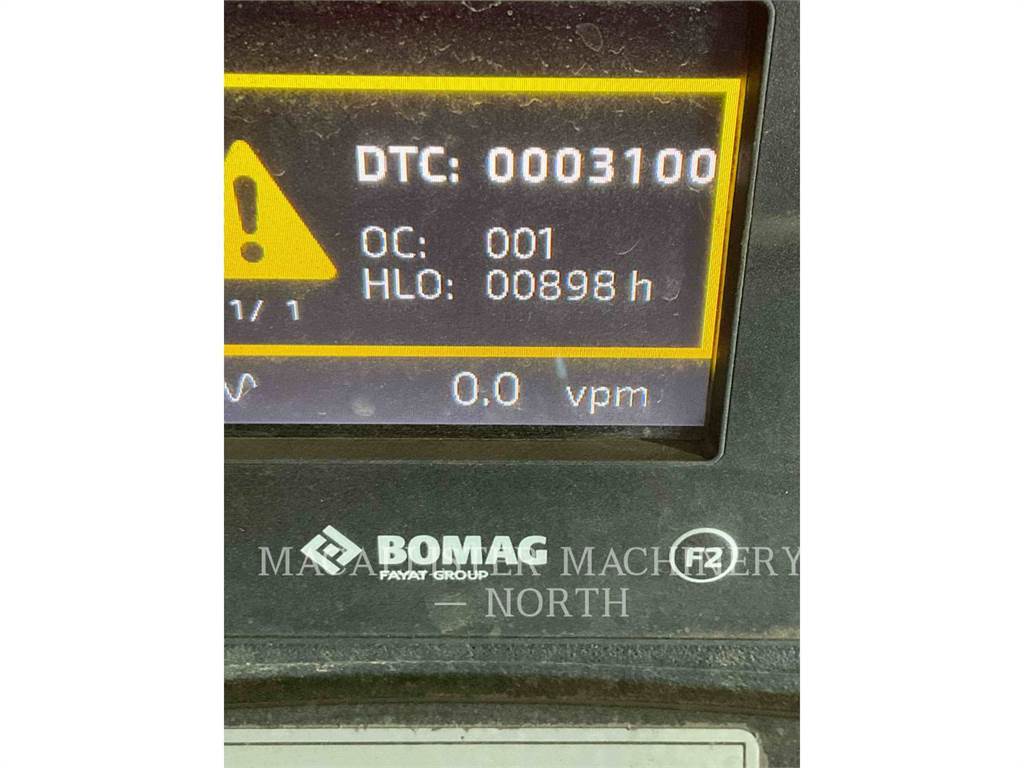 DTC: 0003100
OC: 001
HLO: 00898 h
1/ 1
0.0 vpm
BOMAG
FAYAT GROUP
F2
MACALLISTER MACHINERY
— NORTH